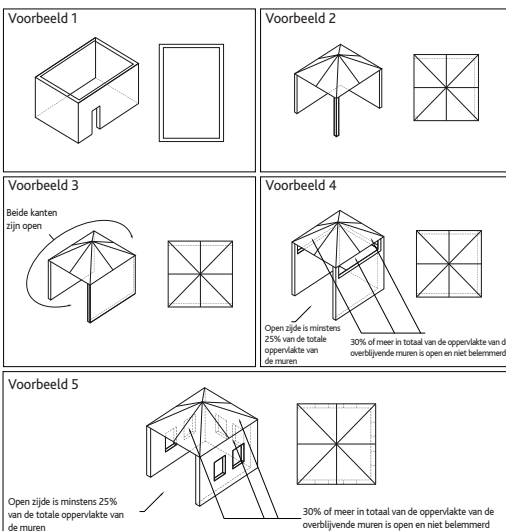 Voorbeeld 1
Voorbeeld 2
Voorbeeld 3
Beide kanten
zijn open
Voorbeeld 4
Open zijde is minstens
25% van de totale
oppervlakte van
de muren
30% of meer in totaal van de oppervlakte van de
overblijvende muren is open en niet belemmerd
Voorbeeld 5
Open zijde is minstens 25%
van de totale oppervlakte van
de muren
30% of meer in totaal van de oppervlakte van de
overblijvende muren is open en niet belemmerd